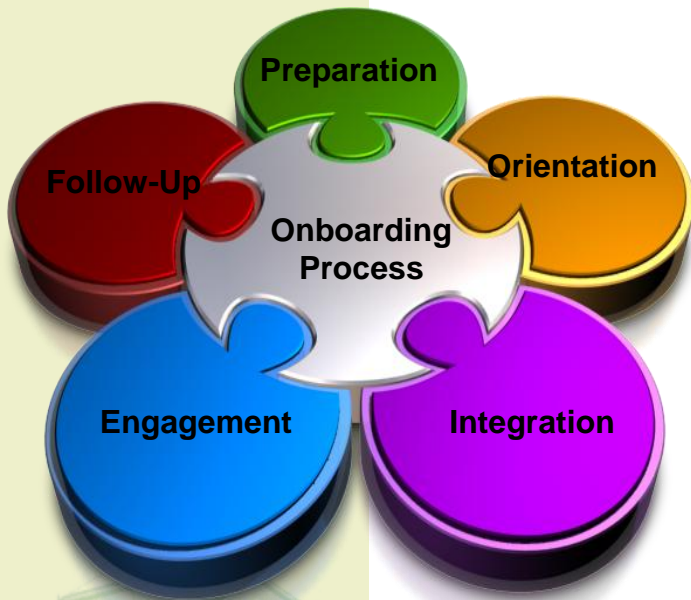 Preparation
Orientation
Follow-Up
Onboarding
Process
Engagement
Integration